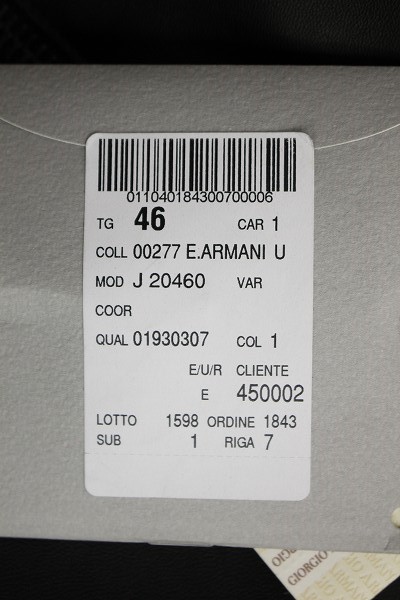 011040184300700006
TG 46 CAR 1
COLL 00277 E.ARMANI U
MOD J 20460 VAR
COOR
QUAL 01930307 COL 1
E/U/R CLIENTE
E 450002
LOTTO 1598 ORDINE 1843
SUB 1 RIGA 7
GIORGIO